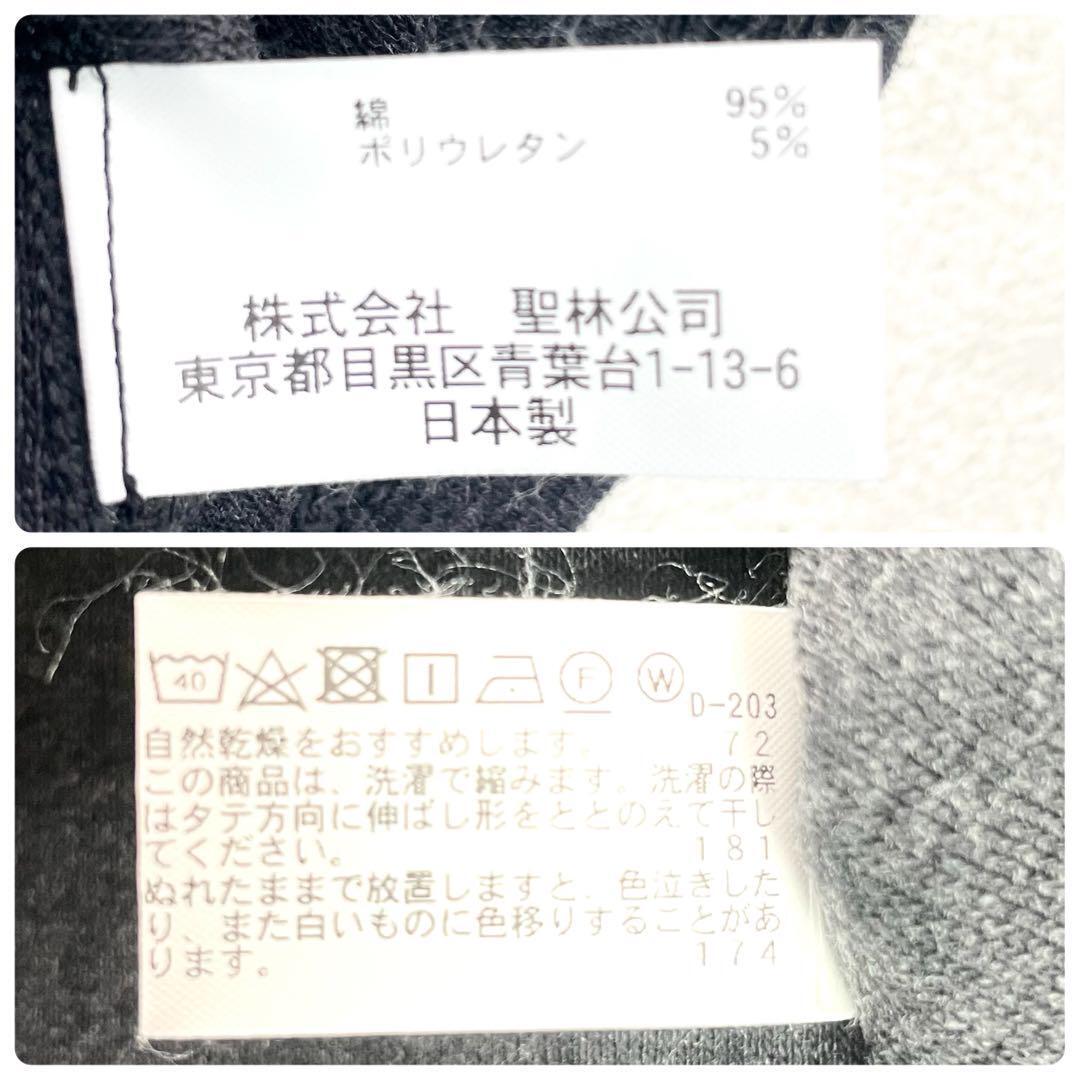 綿 95%
ポリウレタン 5%
株式会社 聖林公司
東京都目黒区青葉台1-13-6
日本製
40 F W D-203
自然乾燥をおすすめします。 72
この商品は、洗濯で縮みます。洗濯の際
はタテ方向に伸ばし形をととのえて干し
てください。 181
ぬれたままで放置しますと、色泣きした
り、また白いものに色移りすることがあ
ります。 174